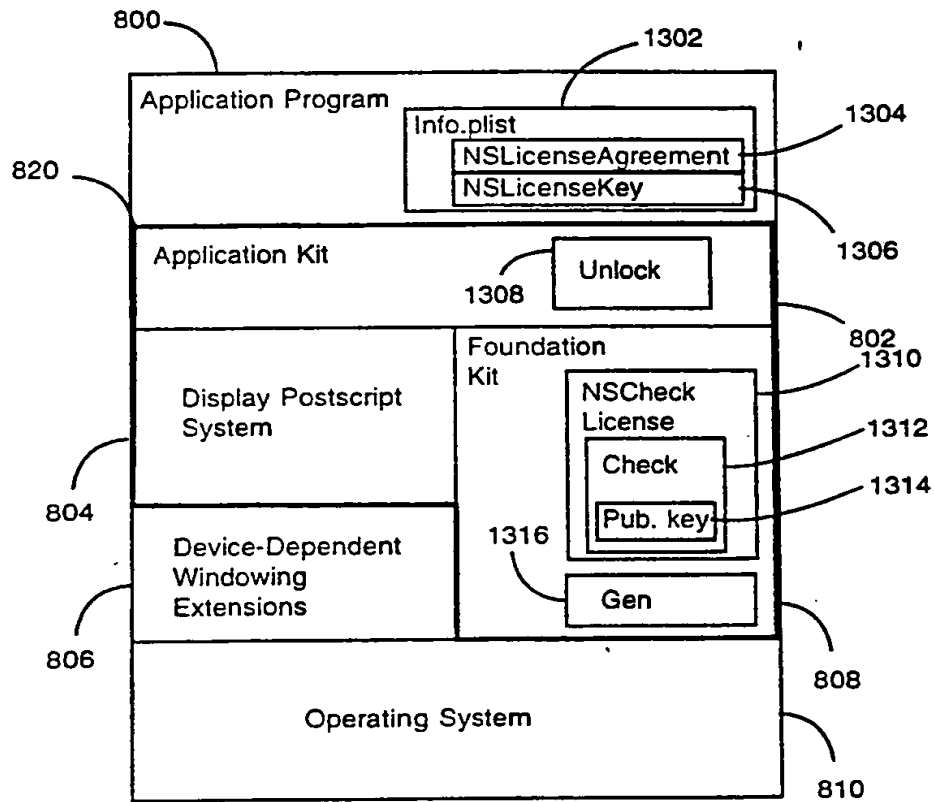 800
1302
Application Program
Info.plist
1304
NSLicenseAgreement
820
NSLicenseKey
Application Kit
1306
1308
Unlock
802
Foundation
Kit
1310
NSCheck
License
Display Postscript
System
1312
Check
1314
804
Pub. key
1316
Device-Dependent
Windowing
Extensions
Gen
806
808
Operating System
810